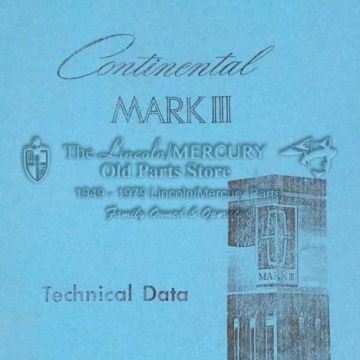 Continental
MARK III
The Lincoln/MERCURY
Old Parts Store
1949 - 1979 Lincoln/Mercury Parts
Family Owned & Operated
MARK III
Technical Data